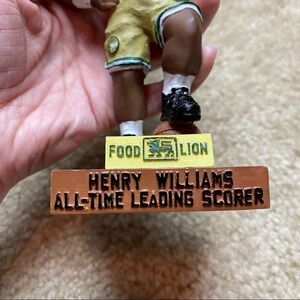 FOOD LION
HENRY WILLIAMS
ALL-TIME LEADING SCORER